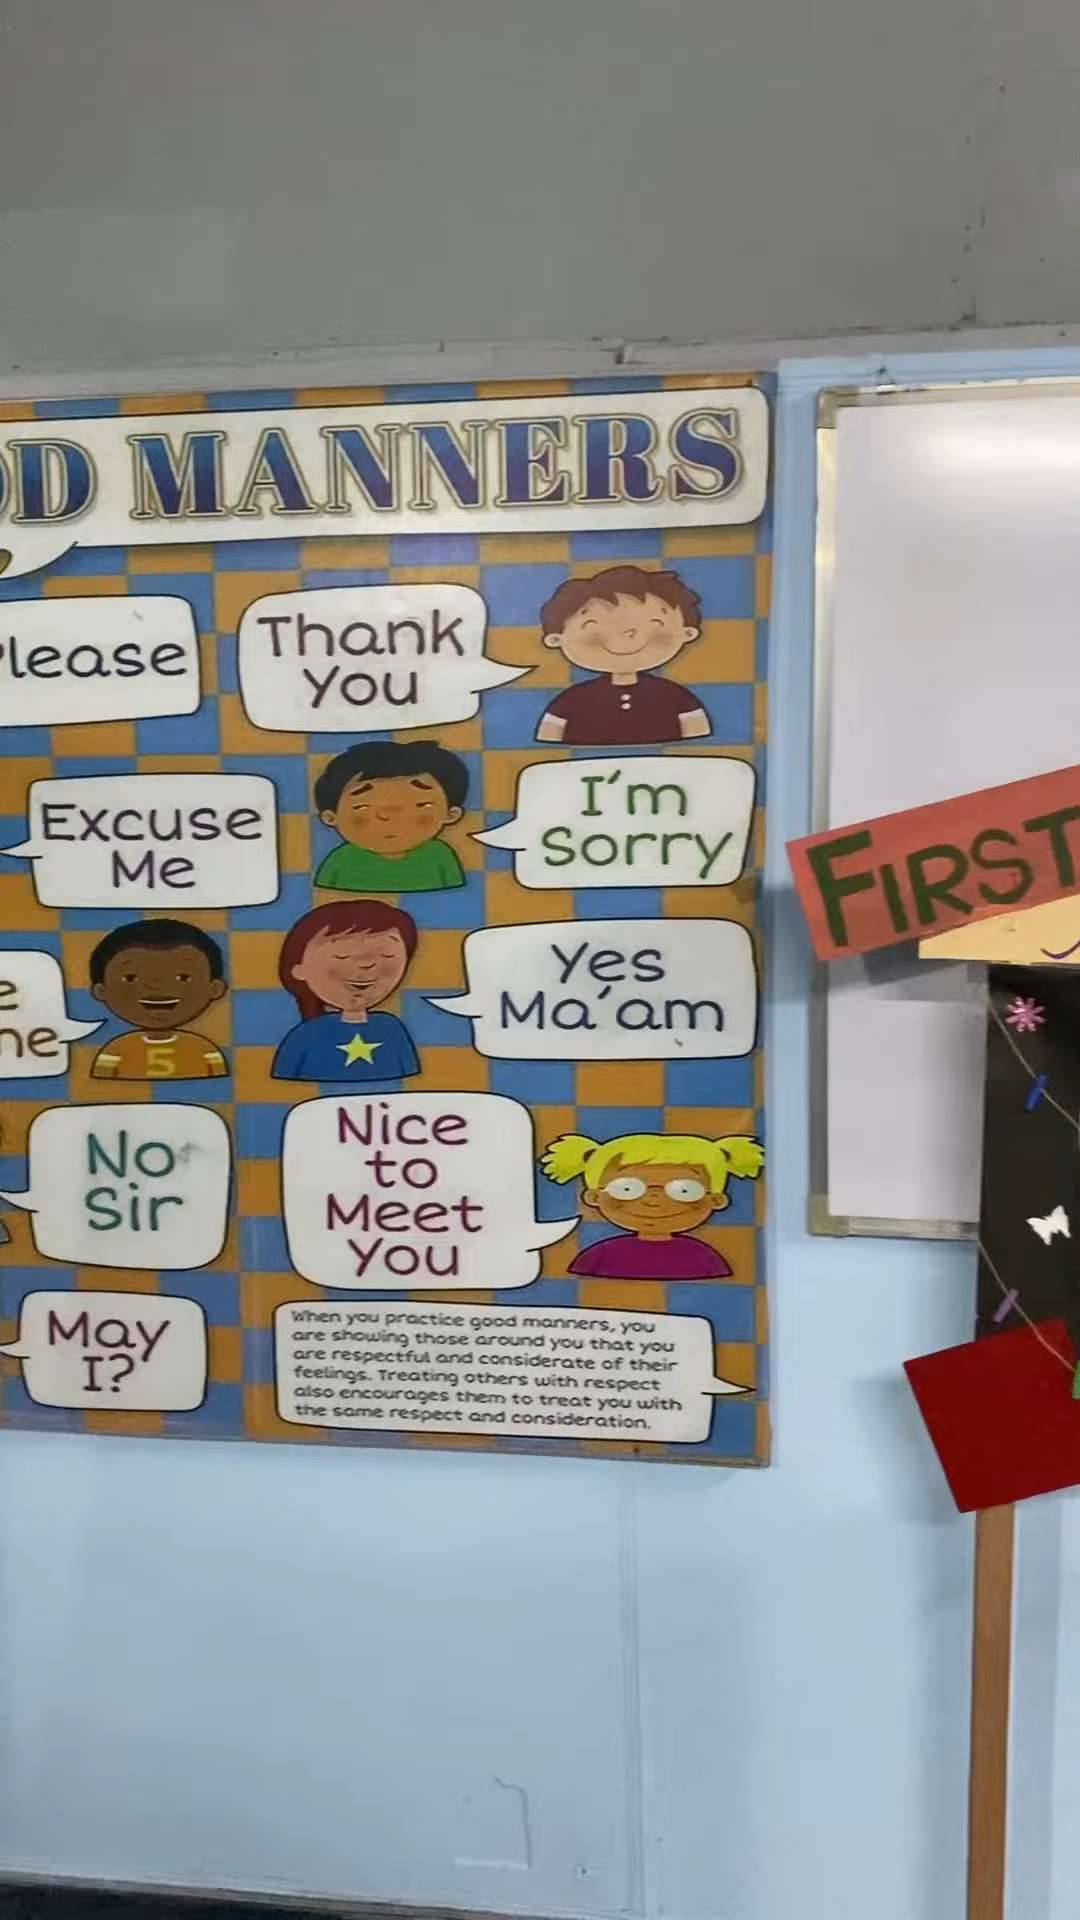 MANNERS
Thank
You
Excuse
Me
I'm
Sorry
Yes
Ma'am
5
No
Sir
Nice
to
Meet
You
May
I?
When you practice good manners, you
are showing those around you that you
are respectful and considerate of their
feelings. Treating others with respect
also encourages them to treat you with
the same respect and consideration.
FIRST